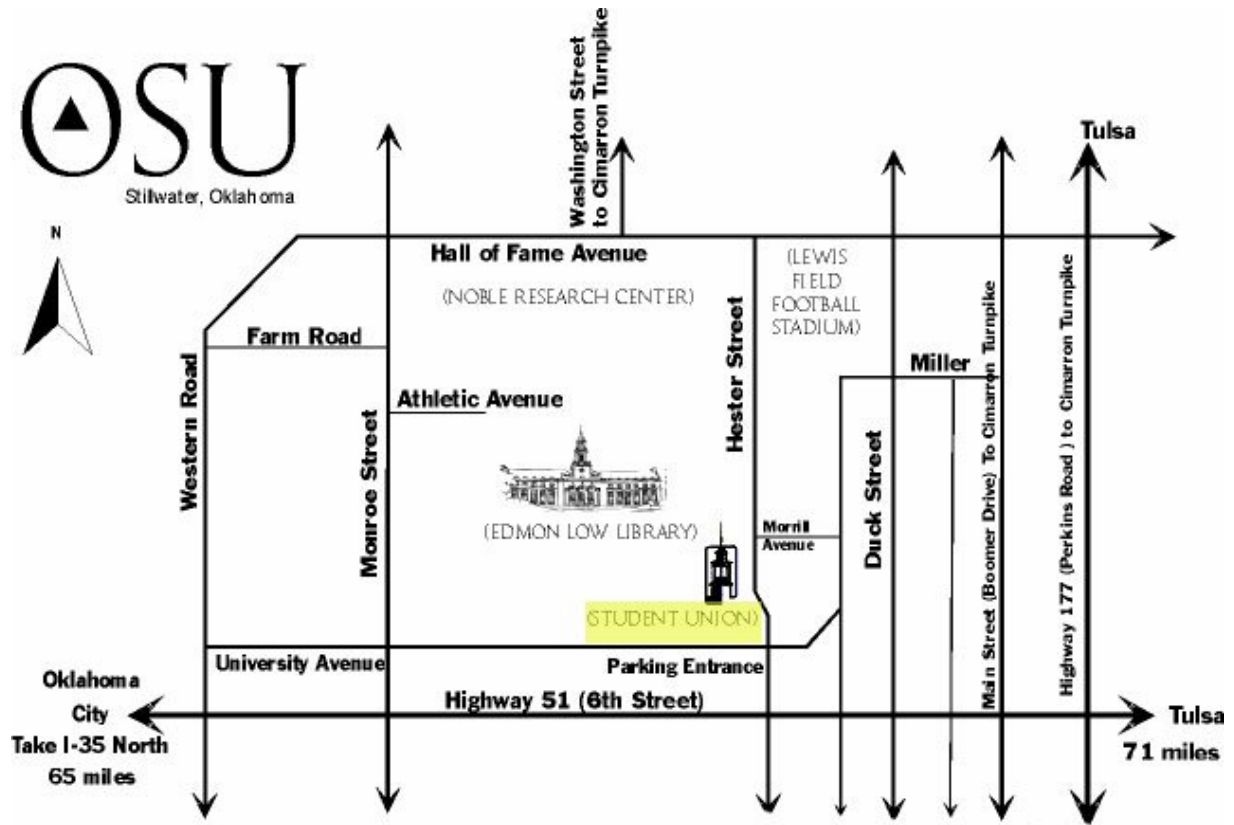 OSU
Stillwater, Oklahoma
N
Washington Street
to Cimarron Turnpike
Tulsa
Hall of Fame Avenue
(NOBLE RESEARCH CENTER)
(LEWIS
FIELD
FOOTBALL
STADIUM)
Farm Road
Western Road
Monroe Street
Athletic Avenue
Hester Street
Miller
Duck Street
Main Street (Boomer Drive) To Cimarron Turnpike
Highway 177 (Perkins Road ) to Cimarron Turnpike
(EDMON LOW LIBRARY)
Morrill
Avenue
(STUDENT UNION)
University Avenue
Parking Entrance
Highway 51 (6th Street)
Oklahoma
City
Take I-35 North
65 miles
Tulsa
71 miles